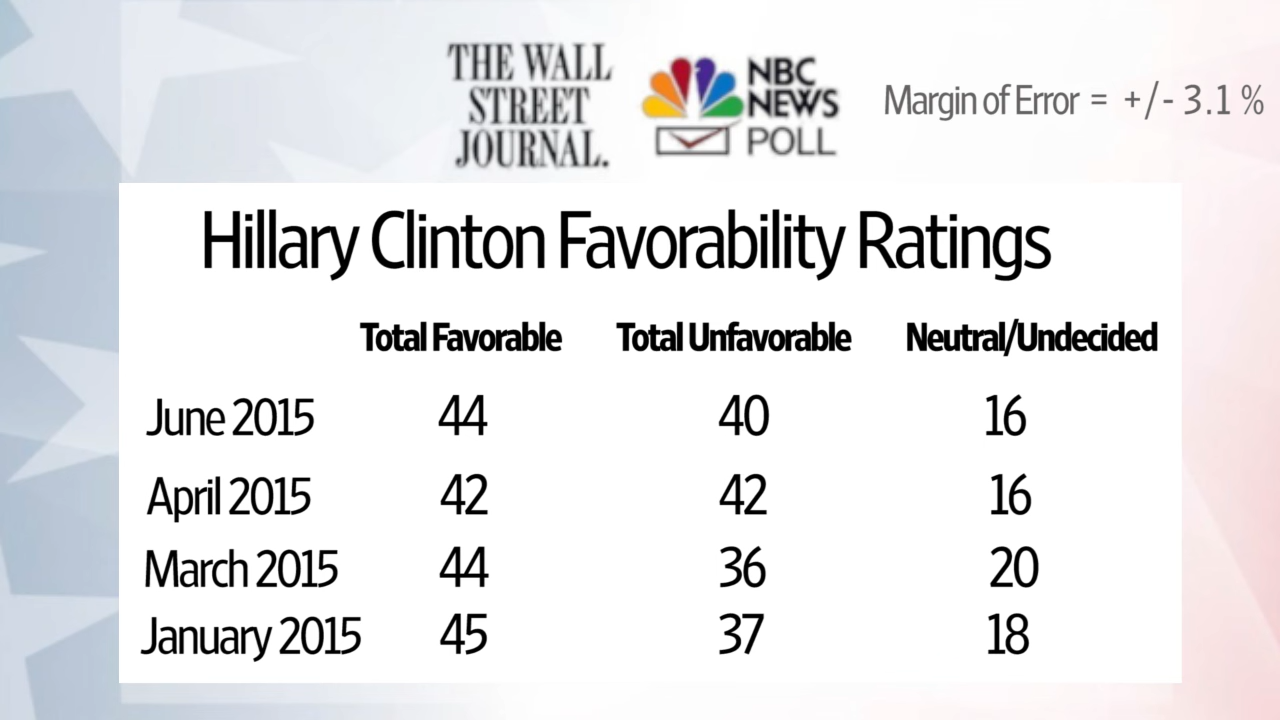 THE WALL
STREET
JOURNAL.
NBC
NEWS
POLL
Margin of Error = +/- 3.1 %
Hillary Clinton Favorability Ratings
Total Favorable Total Unfavorable Neutral/Undecided
June 2015 44 40 16
April 2015 42 42 16
March 2015 44 36 20
January 2015 45 37 18